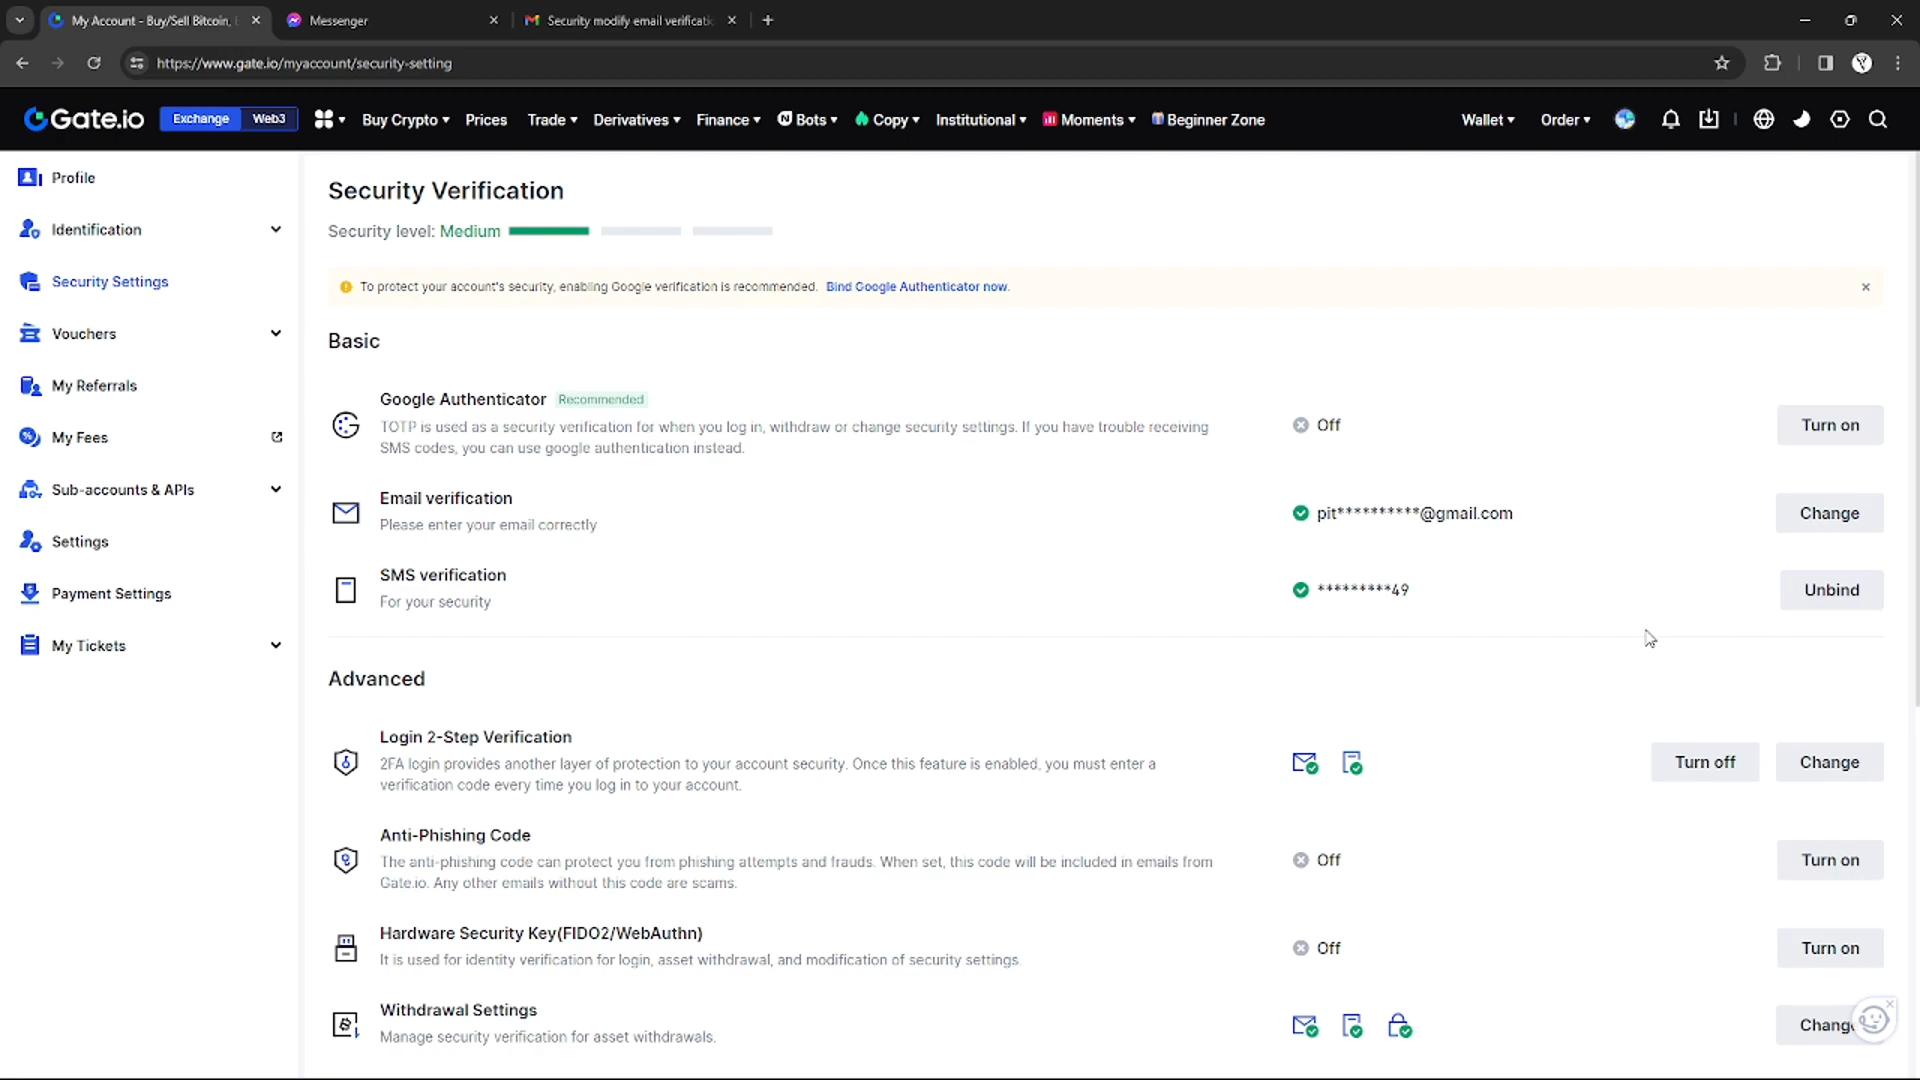 My Account - Buy/Sell Bitcoin,
Messenger
Security modify email verificati
https://www.gate.io/myaccount/security-setting
Gate.io
Exchange
Web3
Buy Crypto
Prices
Trade
Derivatives
Finance
Bots
Copy
Institutional
Moments
Beginner Zone
Wallet
Order
Profile
Identification
Security Settings
Vouchers
My Referrals
My Fees
Sub-accounts & APIs
Settings
Payment Settings
My Tickets
Security Verification
Security level: Medium
To protect your account's security, enabling Google verification is recommended. Bind Google Authenticator now.
Basic
Google Authenticator Recommended
TOTP is used as a security verification for when you log in, withdraw or change security settings. If you have trouble receiving
SMS codes, you can use google authentication instead.
Off
Turn on
Email verification
Please enter your email correctly
pit**********@gmail.com
Change
SMS verification
For your security
*********49
Unbind
Advanced
Login 2-Step Verification
2FA login provides another layer of protection to your account security. Once this feature is enabled, you must enter a
verification code every time you log in to your account.
Turn off
Change
Anti-Phishing Code
The anti-phishing code can protect you from phishing attempts and frauds. When set, this code will be included in emails from
Gate.io. Any other emails without this code are scams.
Off
Turn on
Hardware Security Key(FIDO2/WebAuthn)
It is used for identity verification for login, asset withdrawal, and modification of security settings.
Off
Turn on
Withdrawal Settings
Manage security verification for asset withdrawals.
Change